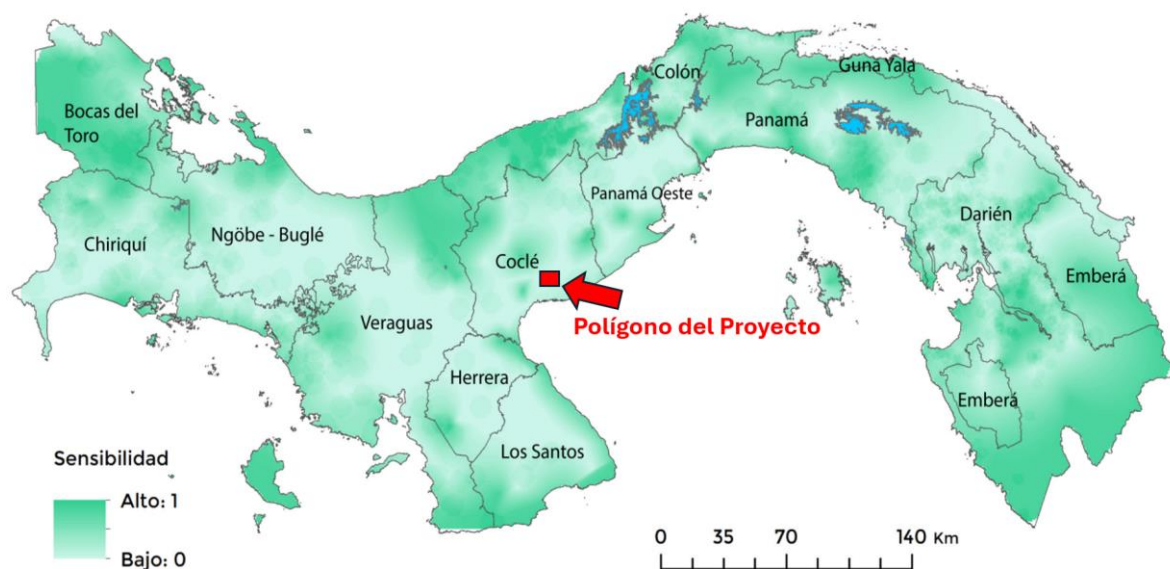 Colón
Guna Yala
Bocas del
Toro
Panamá
Panamá Oeste
Darién
Ngöbe - Buglé
Chiriquí
Coclé
Emberá
Veraguas
Polígono del Proyecto
Herrera
Emberá
Los Santos
Sensibilidad
Alto: 1
Bajo: 0
0 35 70 140 Km